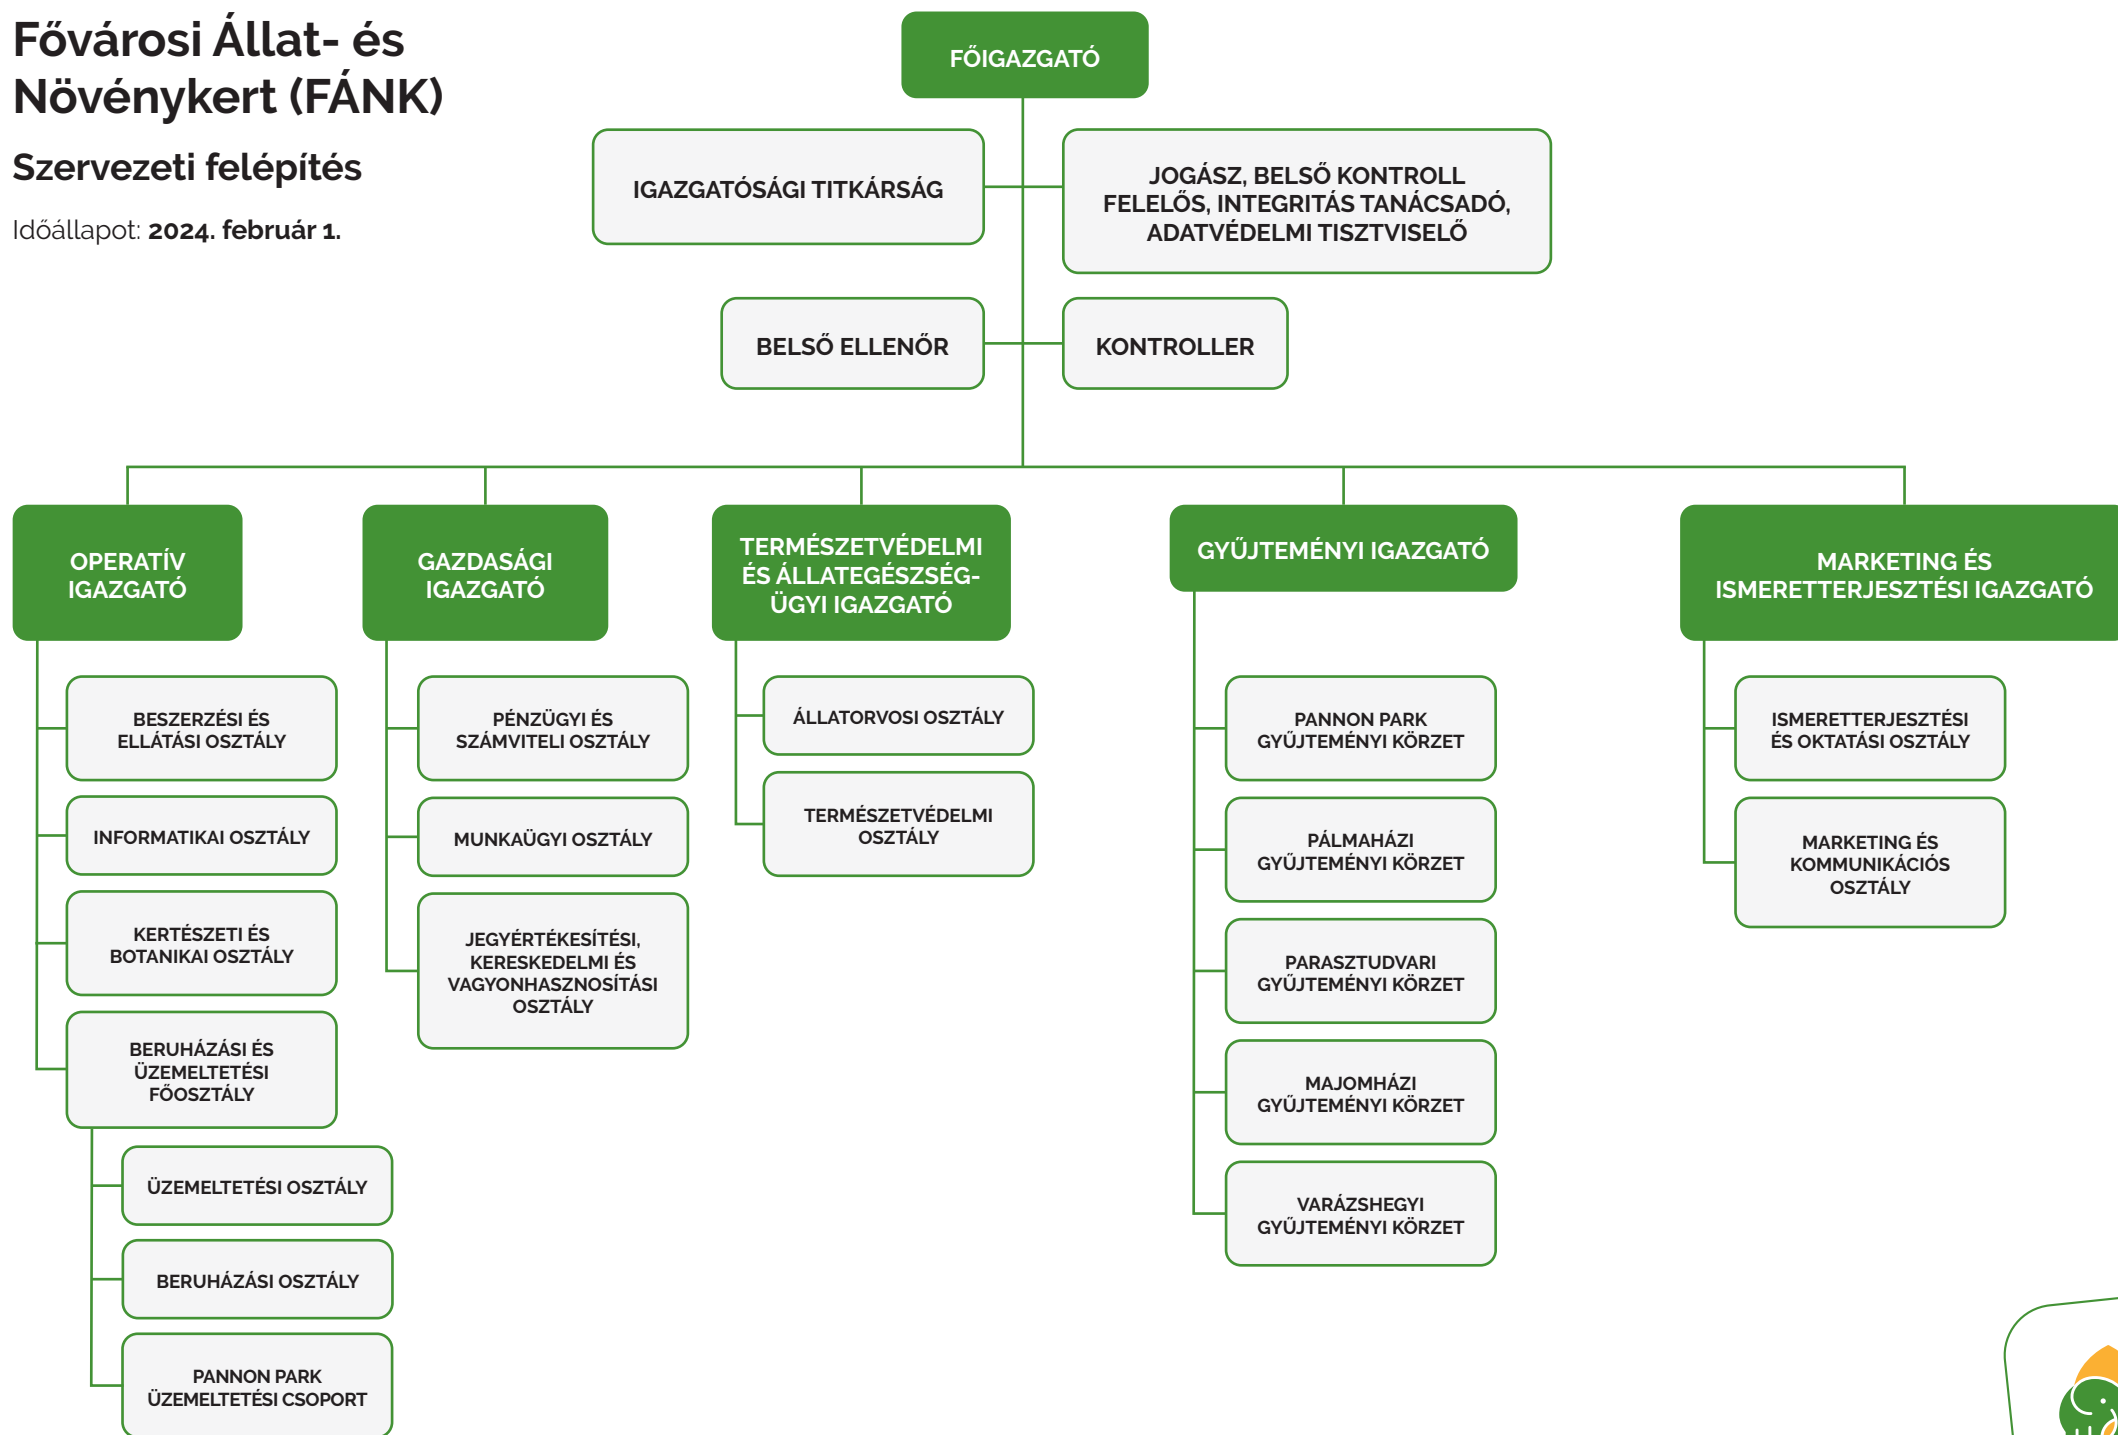 Fővárosi Állat- és
Növénykert (FÁNK)
Szervezeti felépítés
Időállapot: 2024. február 1.
FŐIGAZGATÓ
IGAZGATÓSÁGI TITKÁRSÁG
JOGÁSZ, BELSŐ KONTROLL
FELELŐS, INTEGRITÁS TANÁCSADÓ,
ADATVÉDELMI TISZTVISELŐ
BELSŐ ELLENŐR
KONTROLLER
OPERATÍV
IGAZGATÓ
BESZERZÉSI ÉS
ELLÁTÁSI OSZTÁLY
INFORMATIKAI OSZTÁLY
KERTÉSZETI ÉS
BOTANIKAI OSZTÁLY
BERUHÁZÁSI ÉS
ÜZEMELTETÉSI
FŐOSZTÁLY
ÜZEMELTETÉSI OSZTÁLY
BERUHÁZÁSI OSZTÁLY
PANNON PARK
ÜZEMELTETÉSI CSOPORT
GAZDASÁGI
IGAZGATÓ
PÉNZÜGYI ÉS
SZÁMVITELI OSZTÁLY
MUNKAÜGYI OSZTÁLY
JEGYÉRTÉKESÍTÉSI,
KERESKEDELMI ÉS
VAGYONHASZNOSÍTÁSI
OSZTÁLY
TERMÉSZETVÉDELMI
ÉS ÁLLATEGÉSZSÉG-
ÜGYI IGAZGATÓ
ÁLLATORVOSI OSZTÁLY
TERMÉSZETVÉDELMI
OSZTÁLY
GYŰJTEMÉNYI IGAZGATÓ
PANNON PARK
GYŰJTEMÉNYI KÖRZET
PÁLMAHÁZI
GYŰJTEMÉNYI KÖRZET
PARASZTUDVARI
GYŰJTEMÉNYI KÖRZET
MAJOMHÁZI
GYŰJTEMÉNYI KÖRZET
VARÁZSHEGYI
GYŰJTEMÉNYI KÖRZET
MARKETING ÉS
ISMERETTERJESZTÉSI IGAZGATÓ
ISMERETTERJESZTÉSI
ÉS OKTATÁSI OSZTÁLY
MARKETING ÉS
KOMMUNIKÁCIÓS
OSZTÁLY